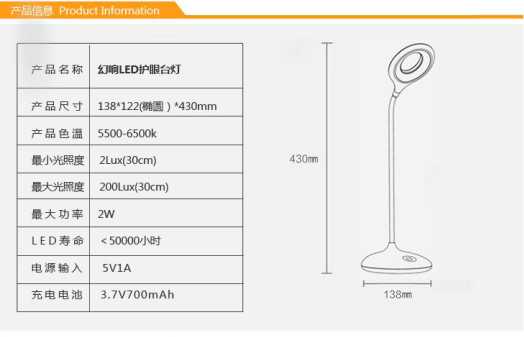 产品信息 Product Information
产品名称 幻响LED护眼台灯
产品尺寸 138*122(椭圆)*430mm
产品色温 5500-6500k
最小光照度 2Lux(30cm)
最大光照度 200Lux(30cm)
最大功率 2W
LED寿命 <50000小时
电源输入 5V1A
充电电池 3.7V700mAh
430mm
138mm